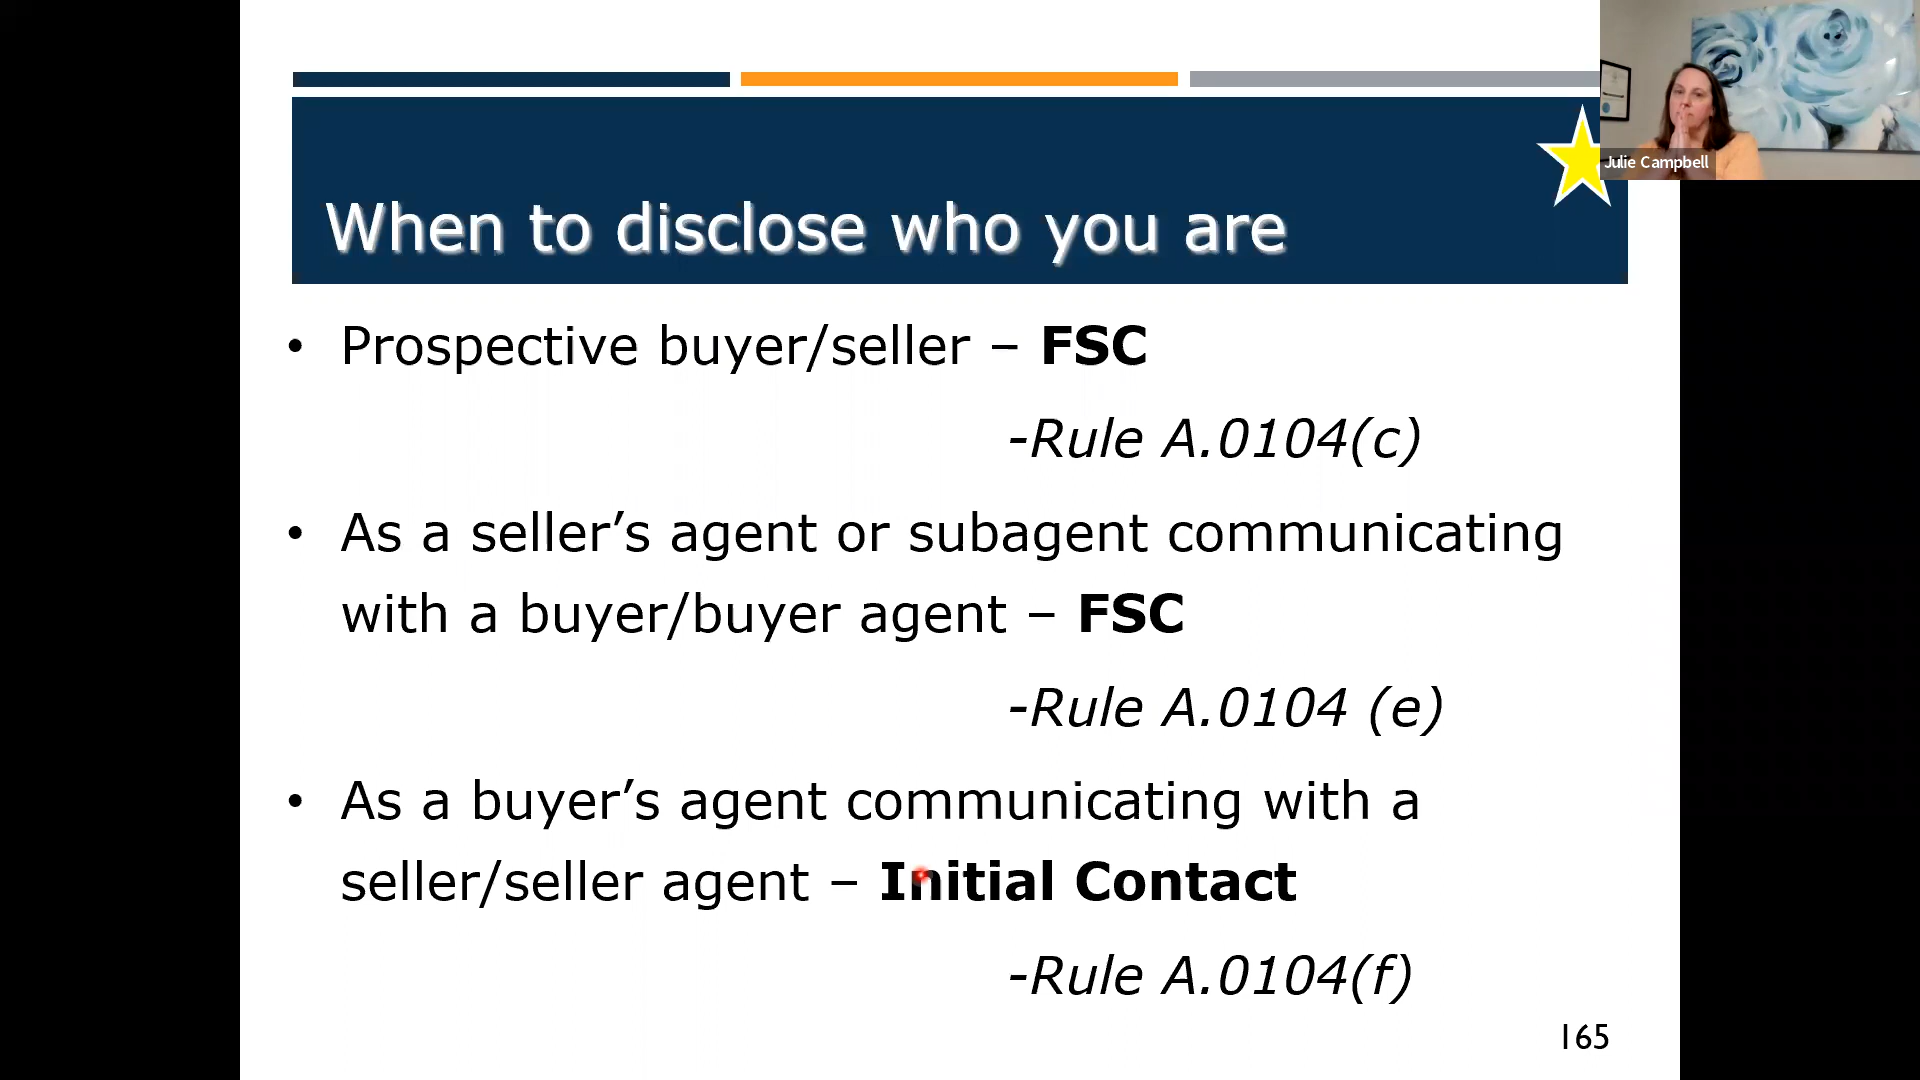 Julie Campbell
When to disclose who you are
• Prospective buyer/seller – FSC
-Rule A.0104(c)
• As a seller’s agent or subagent communicating
with a buyer/buyer agent – FSC
-Rule A.0104 (e)
• As a buyer’s agent communicating with a
seller/seller agent – Initial Contact
-Rule A.0104(f)
165